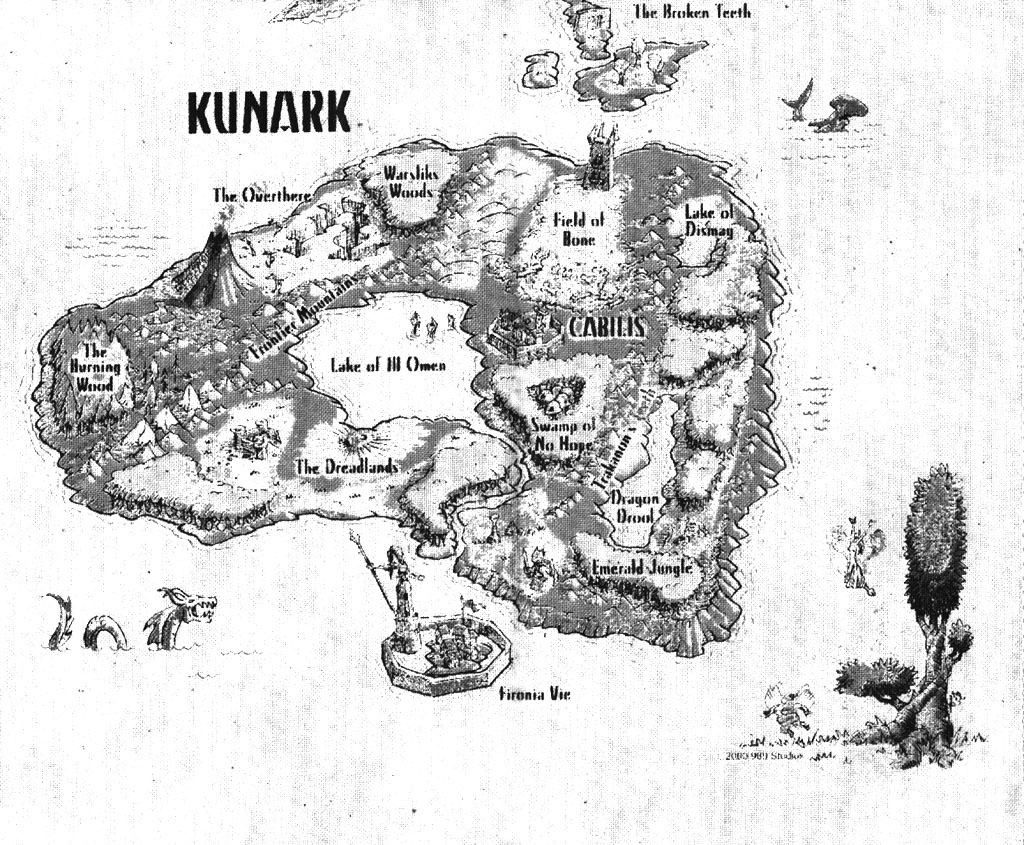 The Broken Teeth
KUNARK
Warsliks
Woods
The Overthere
Field of
Bone
Lake of
Dismay
Frontier Mountains
CABILIS
The
Hurning
Wood
Lake of Ill Omen
Swamp of
No Hope
Trakanon's
The Dreadlands
Dragon
Drool
Emerald Jungle
Fironia Vie
2000 989 Studios